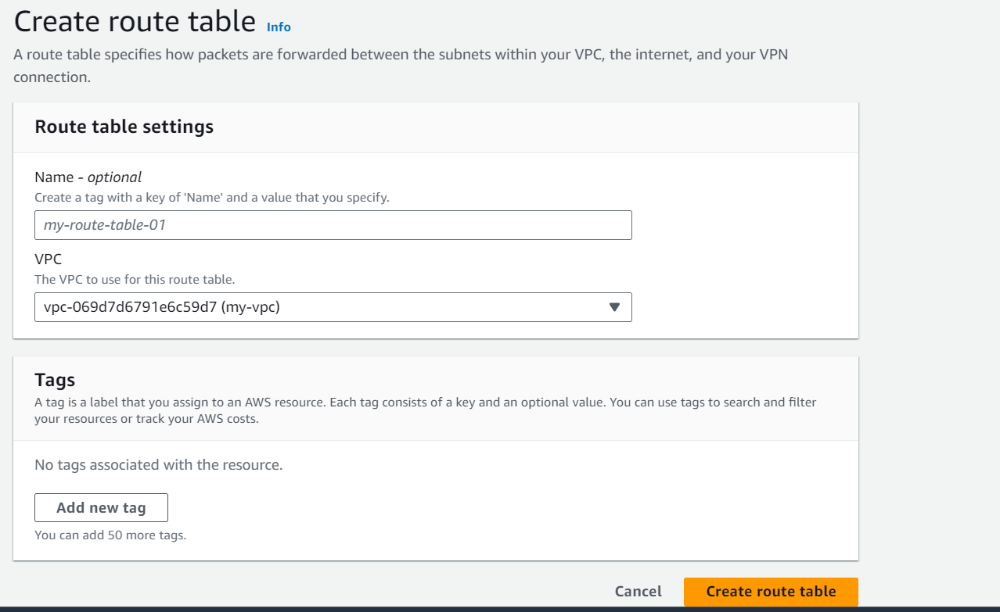 Create route table Info
A route table specifies how packets are forwarded between the subnets within your VPC, the internet, and your VPN
connection.
Route table settings
Name - optional
Create a tag with a key of 'Name' and a value that you specify.
my-route-table-01
VPC
The VPC to use for this route table.
vpc-069d7d6791e6c59d7 (my-vpc)
Tags
A tag is a label that you assign to an AWS resource. Each tag consists of a key and an optional value. You can use tags to search and filter
your resources or track your AWS costs.
No tags associated with the resource.
Add new tag
You can add 50 more tags.
Cancel Create route table